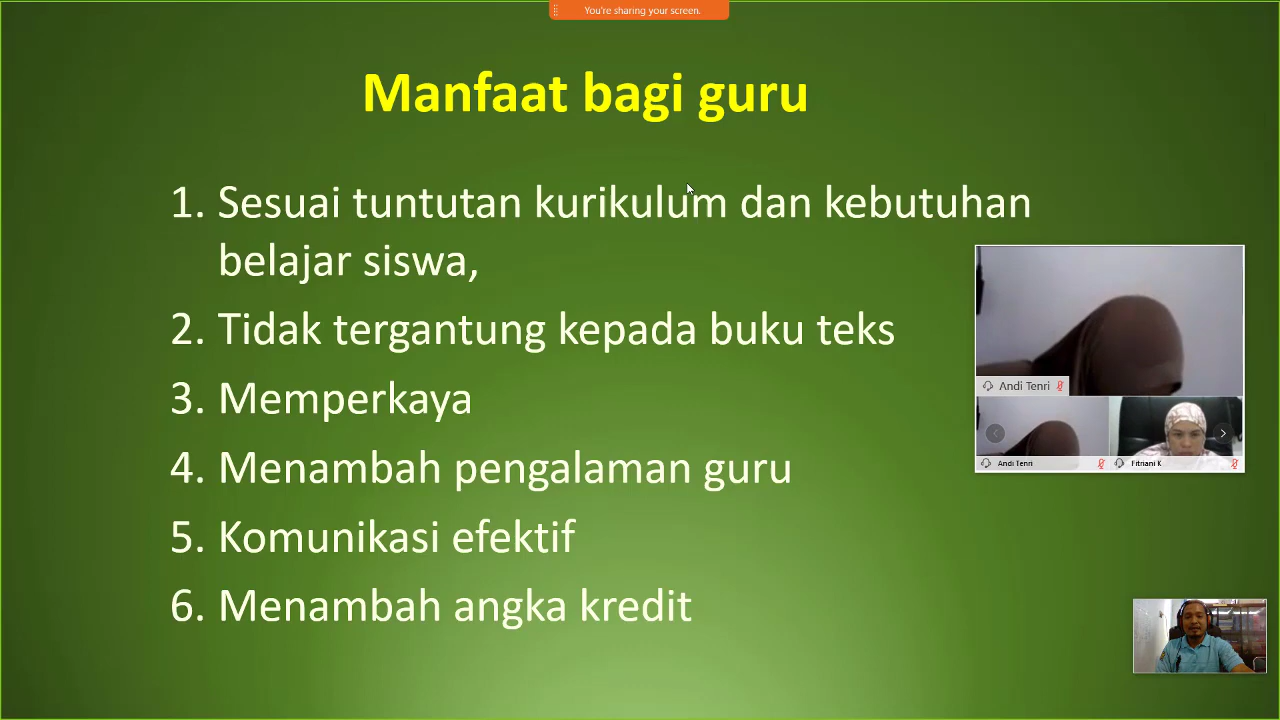 You're sharing your screen.
Manfaat bagi guru
1. Sesuai tuntutan kurikulum dan kebutuhan
belajar siswa,
2. Tidak tergantung kepada buku teks
3. Memperkaya
4. Menambah pengalaman guru
5. Komunikasi efektif
6. Menambah angka kredit
Andi Tenri
Andi Tenri
Fitriani K